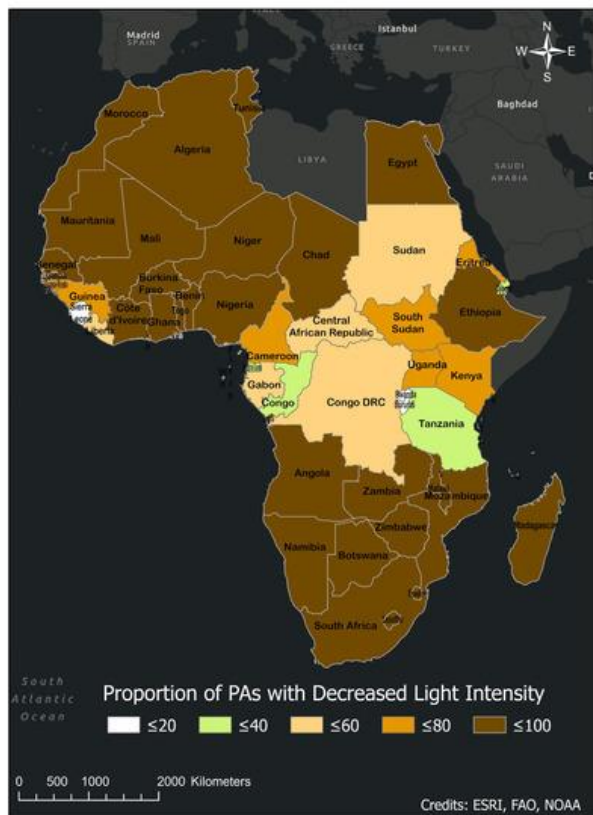 Madrid
SPAIN
Istanbul
GREECE
TURKEY
N
W E
S
Baghdad
SAUDI
ARABIA
Morocco
Tunis
Algeria
LIBYA
Egypt
Mauritania
Mali
Niger
Chad
Sudan
Eritrea
Senegal
Burkina
Faso
Guinea
Sierra
Leone
Liberia
Côte
d'Ivoire
Ghana
Togo
Benin
Nigeria
Central
African Republic
South
Sudan
Ethiopia
Cameroon
Gabon
Congo
Congo DRC
Uganda
Kenya
Tanzania
Angola
Zambia
Mozambique
Zimbabwe
Madagascar
Namibia
Botswana
South Africa
South
Atlantic
Ocean
Proportion of PAs with Decreased Light Intensity
≤20 ≤40 ≤60 ≤80 ≤100
0 500 1000 2000 Kilometers
Credits: ESRI, FAO, NOAA